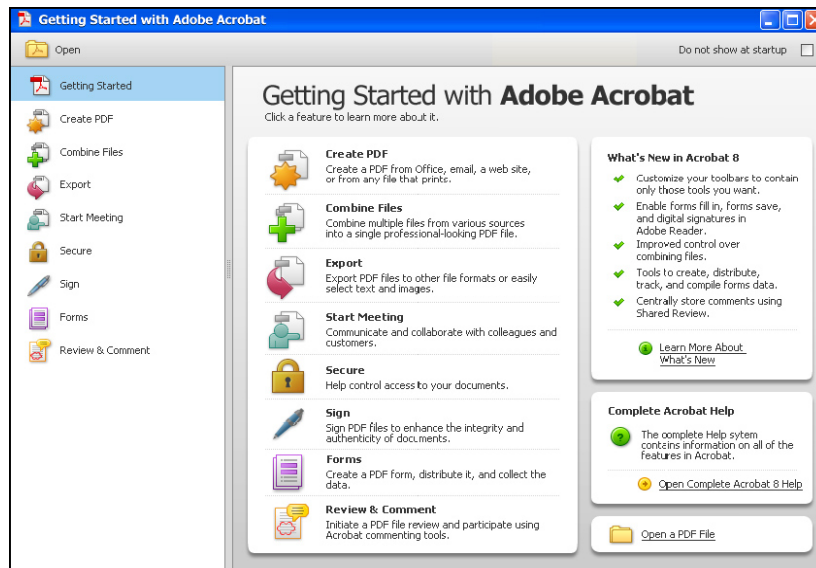 Getting Started with Adobe Acrobat
Open
Do not show at startup
Getting Started
Create PDF
Combine Files
Export
Start Meeting
Secure
Sign
Forms
Review & Comment
Getting Started with Adobe Acrobat
Click a feature to learn more about it.
Create PDF
Create a PDF from Office, email, a web site,
or from any file that prints.
Combine Files
Combine multiple files from various sources
into a single professional-looking PDF file.
Export
Export PDF files to other file formats or easily
select text and images.
Start Meeting
Communicate and collaborate with colleagues and
customers.
Secure
Help control access to your documents.
Sign
Sign PDF files to enhance the integrity and
authenticity of documents.
Forms
Create a PDF form, distribute it, and collect the
data.
Review & Comment
Initiate a PDF file review and participate using
Acrobat commenting tools.
What's New in Acrobat 8
Customize your toolbars to contain
only those tools you want.
Enable forms fill in, forms save,
and digital signatures in
Adobe Reader.
Improved control over
combining files.
Tools to create, distribute,
track, and compile forms data.
Centrally store comments using
Shared Review.
Learn More About
What's New
Complete Acrobat Help
The complete Help sytem
contains information on all of the
features in Acrobat.
Open Complete Acrobat 8 Help
Open a PDF File